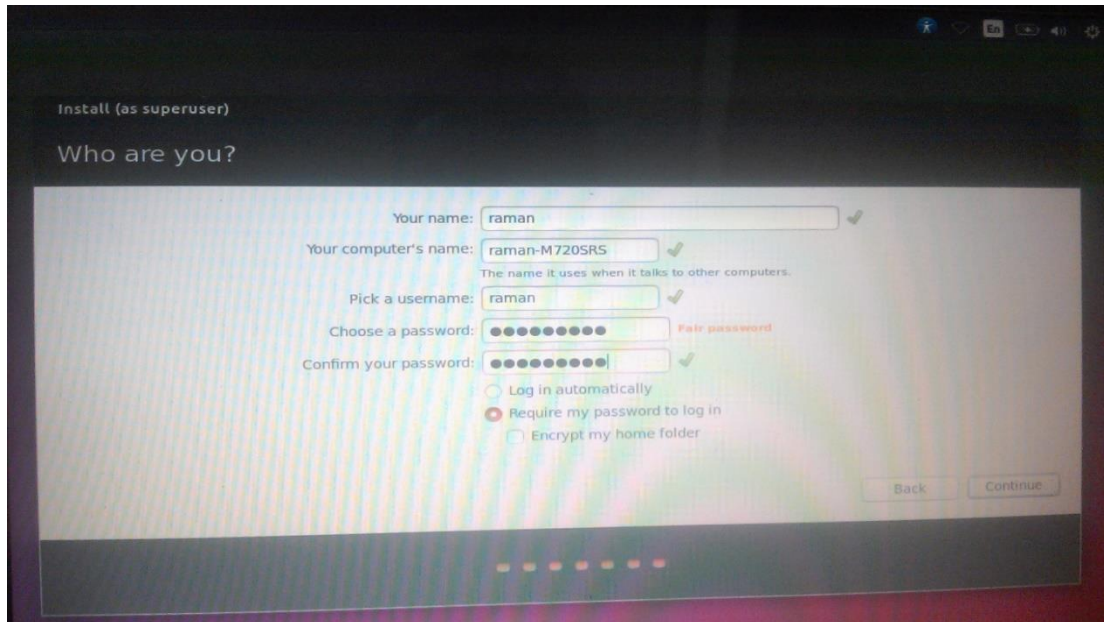 En
Install (as superuser)
Who are you?
Your name: raman
Your computer's name: raman-M720SRS
The name it uses when it talks to other computers.
Pick a username: raman
Choose a password: ●●●●●●●●● Fair password
Confirm your password: ●●●●●●●●●
Log in automatically
Require my password to log in
Encrypt my home folder
Back Continue